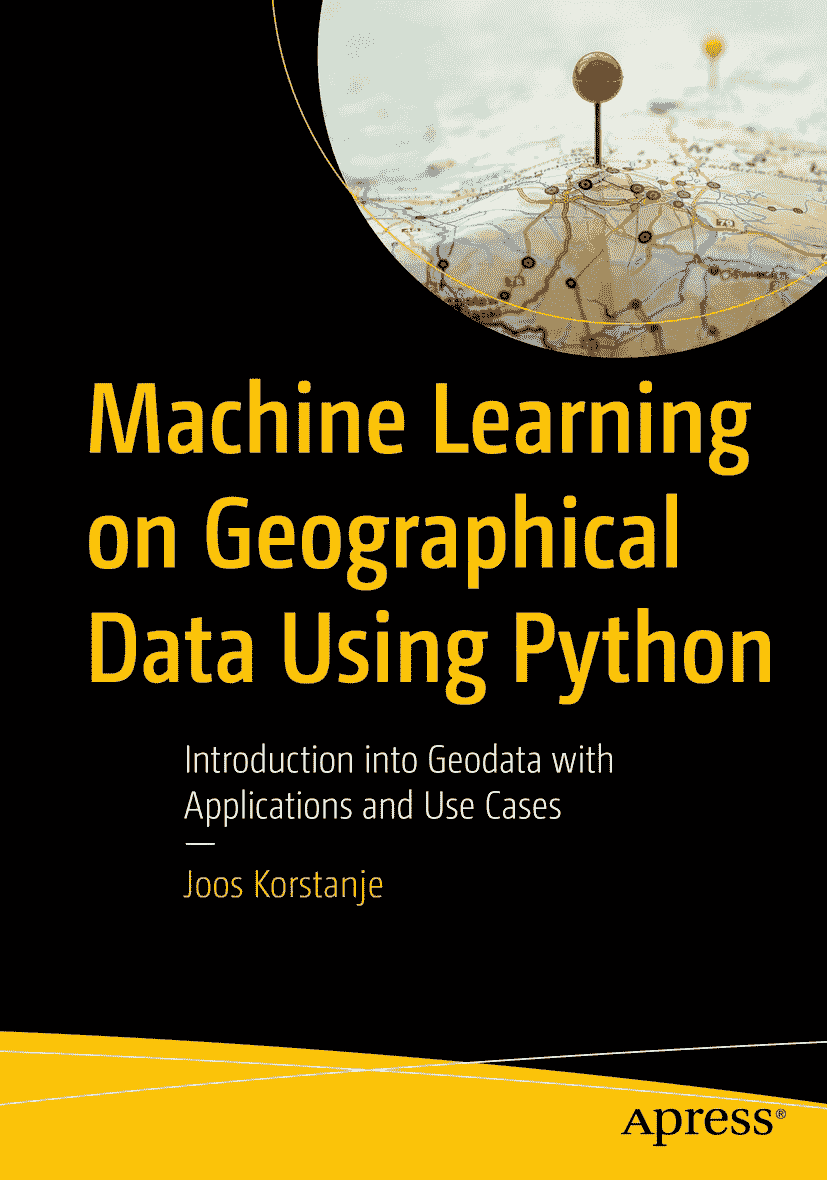 Machine Learning
on Geographical
Data Using Python
Introduction into Geodata with
Applications and Use Cases
—
Joos Korstanje
Apress®